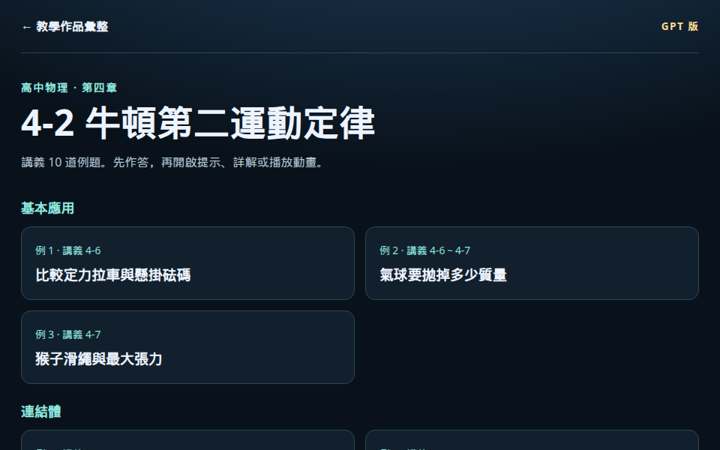 ← 教學作品彙整
GPT 版
高中物理 · 第四章
4-2 牛頓第二運動定律
講義 10 道例題。先作答，再開啟提示、詳解或播放動畫。
基本應用
例 1 · 講義 4-6
比較定力拉車與懸掛砝碼
例 2 · 講義 4-6 ~ 4-7
氣球要拋掉多少質量
例 3 · 講義 4-7
猴子滑繩與最大張力
連結體